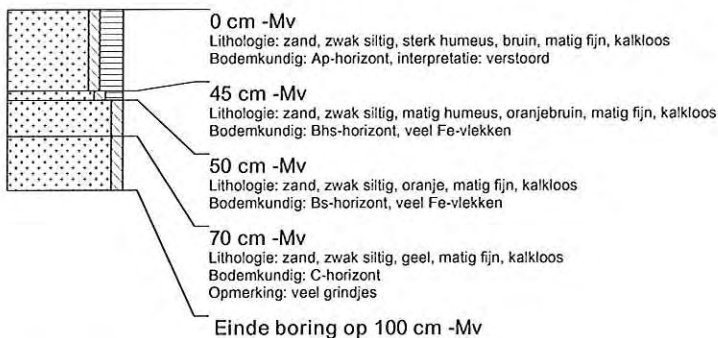 0 cm -Mv
Lithologie: zand, zwak siltig, sterk humeus, bruin, matig fijn, kalkloos
Bodemkundig: Ap-horizont, interpretatie: verstoord
45 cm -Mv
Lithologie: zand, zwak siltig, matig humeus, oranjebruin, matig fijn, kalkloos
Bodemkundig: Bhs-horizont, veel Fe-vlekken
50 cm -Mv
Lithologie: zand, zwak siltig, oranje, matig fijn, kalkloos
Bodemkundig: Bs-horizont, veel Fe-vlekken
70 cm -Mv
Lithologie: zand, zwak siltig, geel, matig fijn, kalkloos
Bodemkundig: C-horizont
Opmerking: veel grindjes
Einde boring op 100 cm -Mv